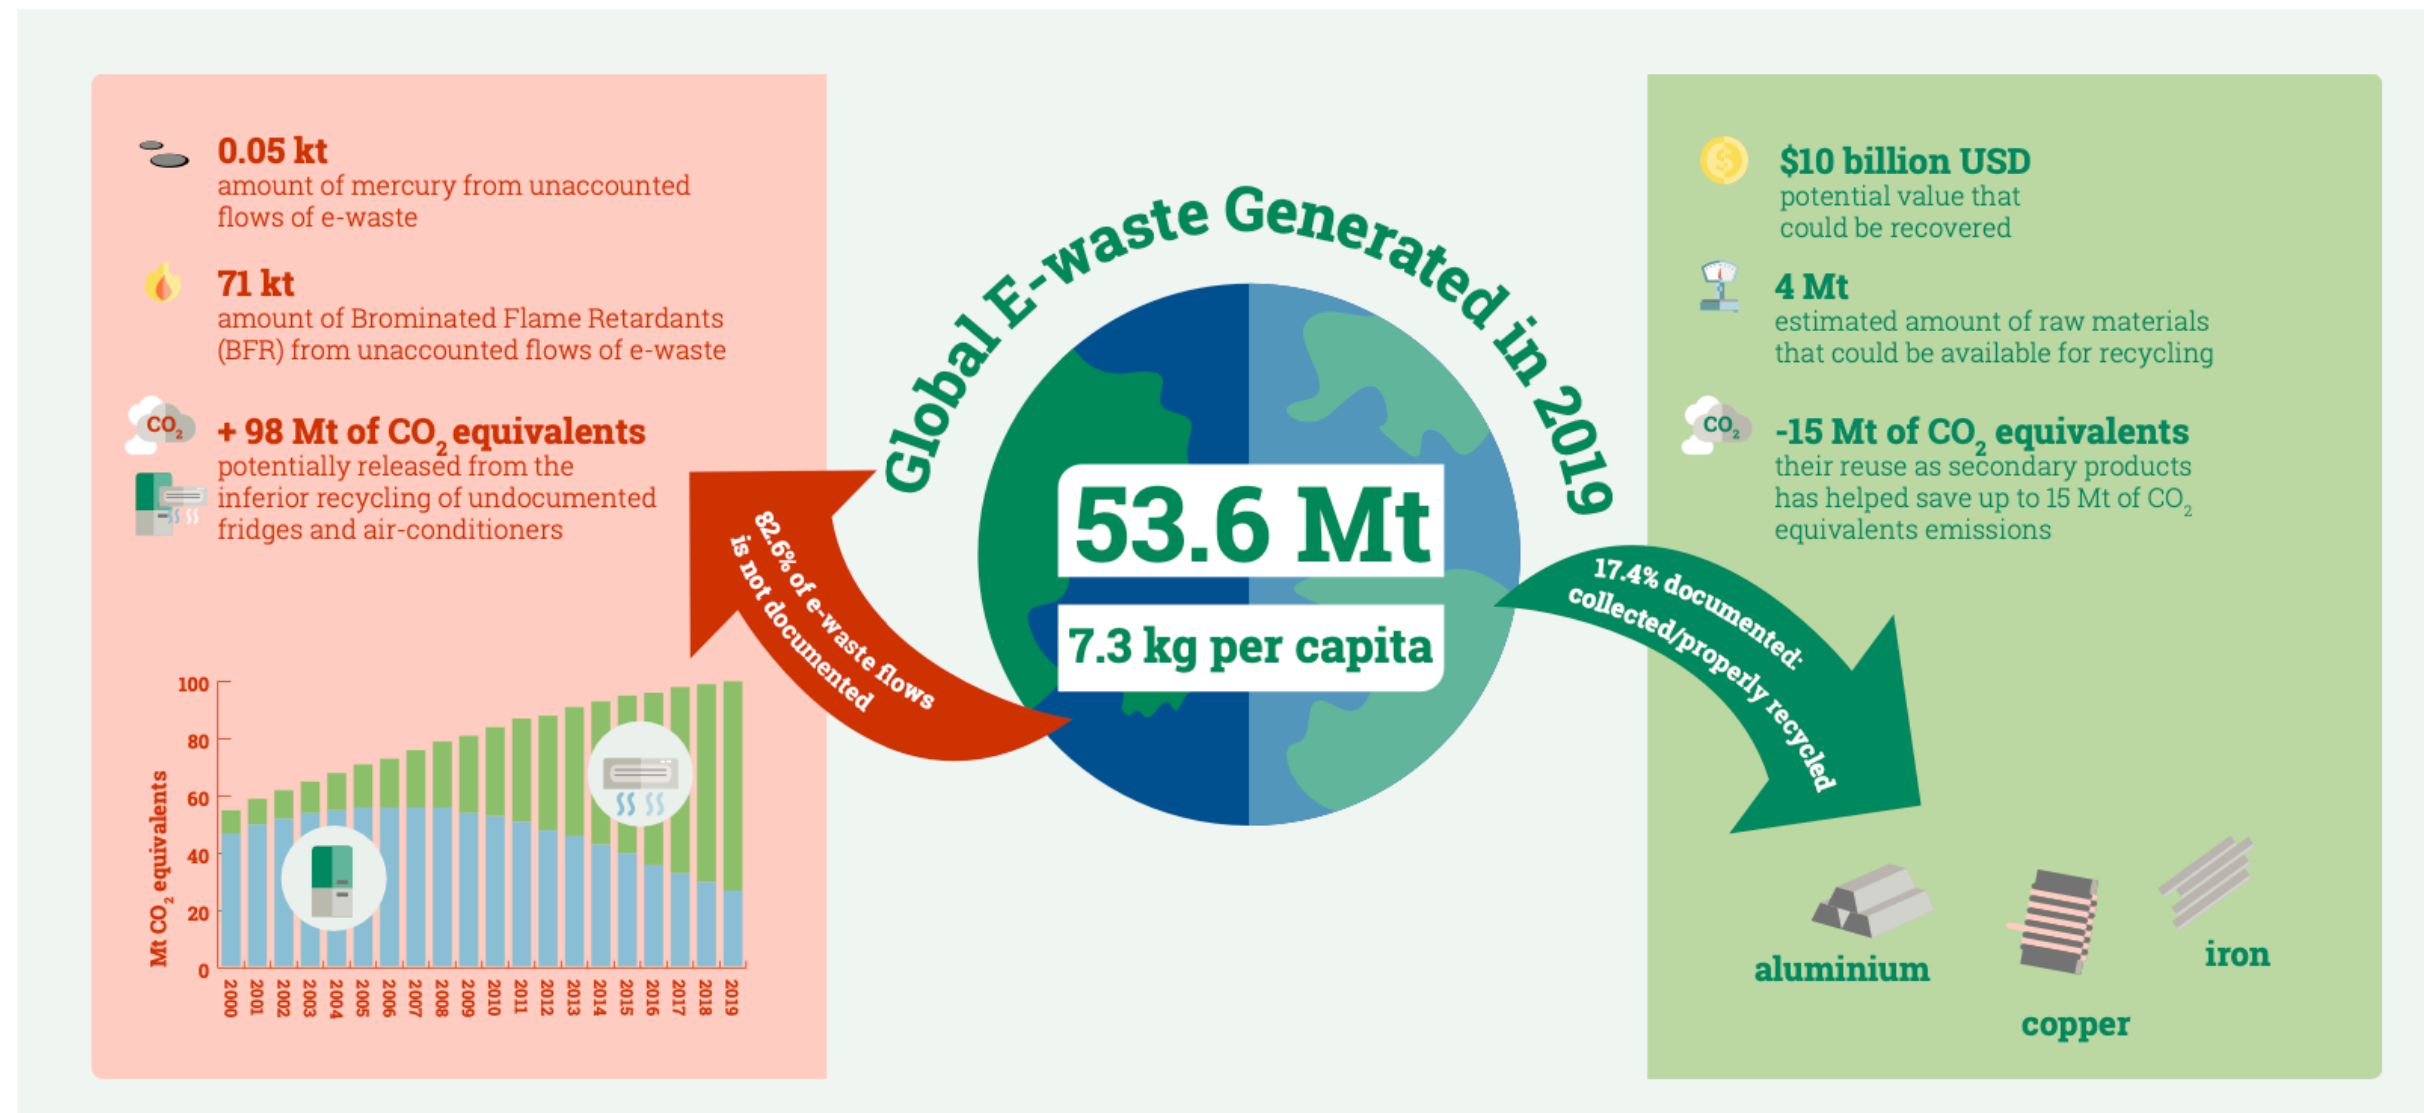 0.05 kt
amount of mercury from unaccounted
flows of e-waste
71 kt
amount of Brominated Flame Retardants
(BFR) from unaccounted flows of e-waste
CO₂
+ 98 Mt of CO₂ equivalents
potentially released from the
inferior recycling of undocumented
fridges and air-conditioners
Mt CO₂ equivalents
100
80
60
40
20
0
2000
2001
2002
2003
2004
2005
2006
2007
2008
2009
2010
2011
2012
2013
2014
2015
2016
2017
2018
2019
82.6% of e-waste flows
is not documented
Global E-waste Generated in 2019
53.6 Mt
7.3 kg per capita
17.4% documented:
collected/properly recycled
$
$10 billion USD
potential value that
could be recovered
4 Mt
estimated amount of raw materials
that could be available for recycling
CO₂
-15 Mt of CO₂ equivalents
their reuse as secondary products
has helped save up to 15 Mt of CO₂
equivalents emissions
aluminium
copper
iron